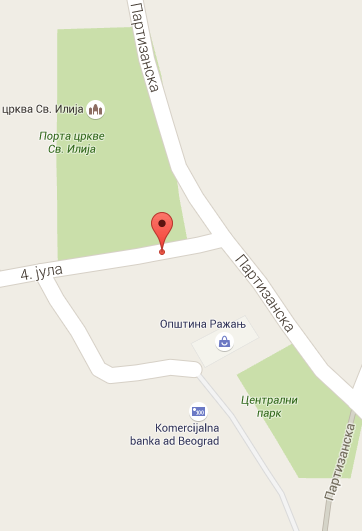 Партизанска
црква Св. Илија
Порта цркве
Св. Илија
4. јула
Партизанска
Општина Ражањ
Централни
парк
Komercijalna
banka ad Beograd
Партизанска